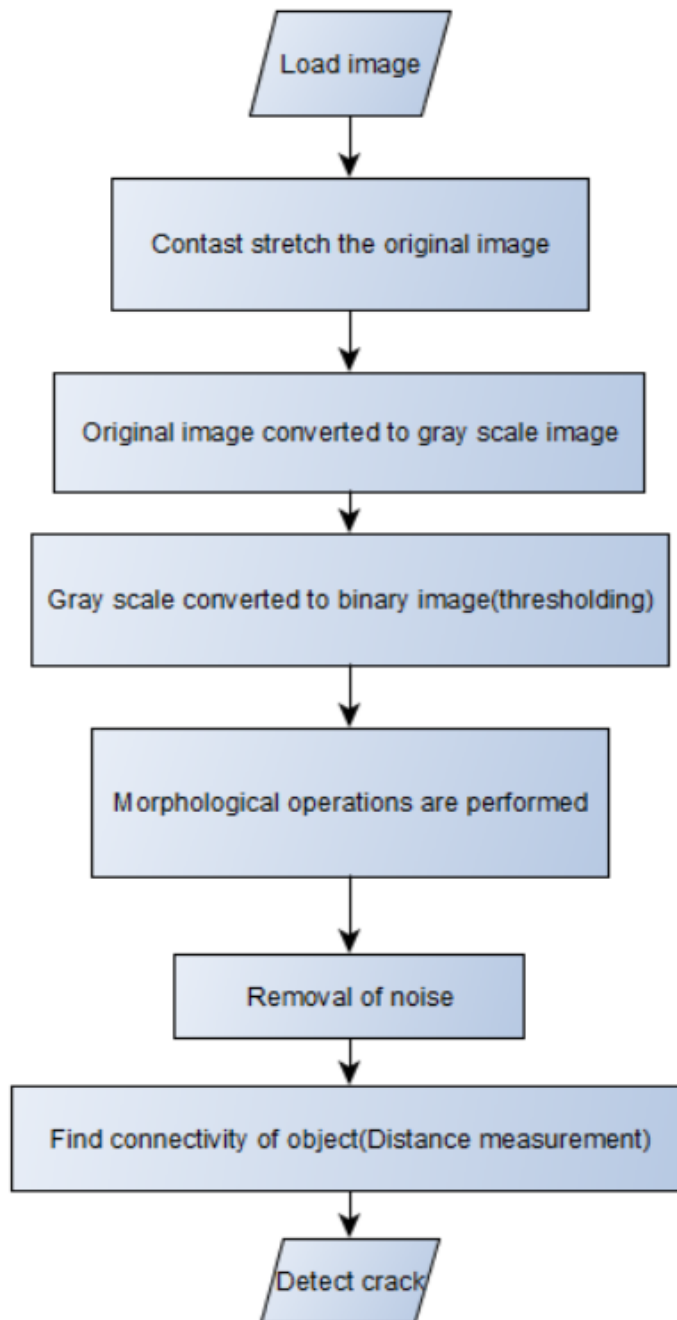 Load image
Contast stretch the original image
Original image converted to gray scale image
Gray scale converted to binary image(thresholding)
Morphological operations are performed
Removal of noise
Find connectivity of object(Distance measurement)
Detect crack